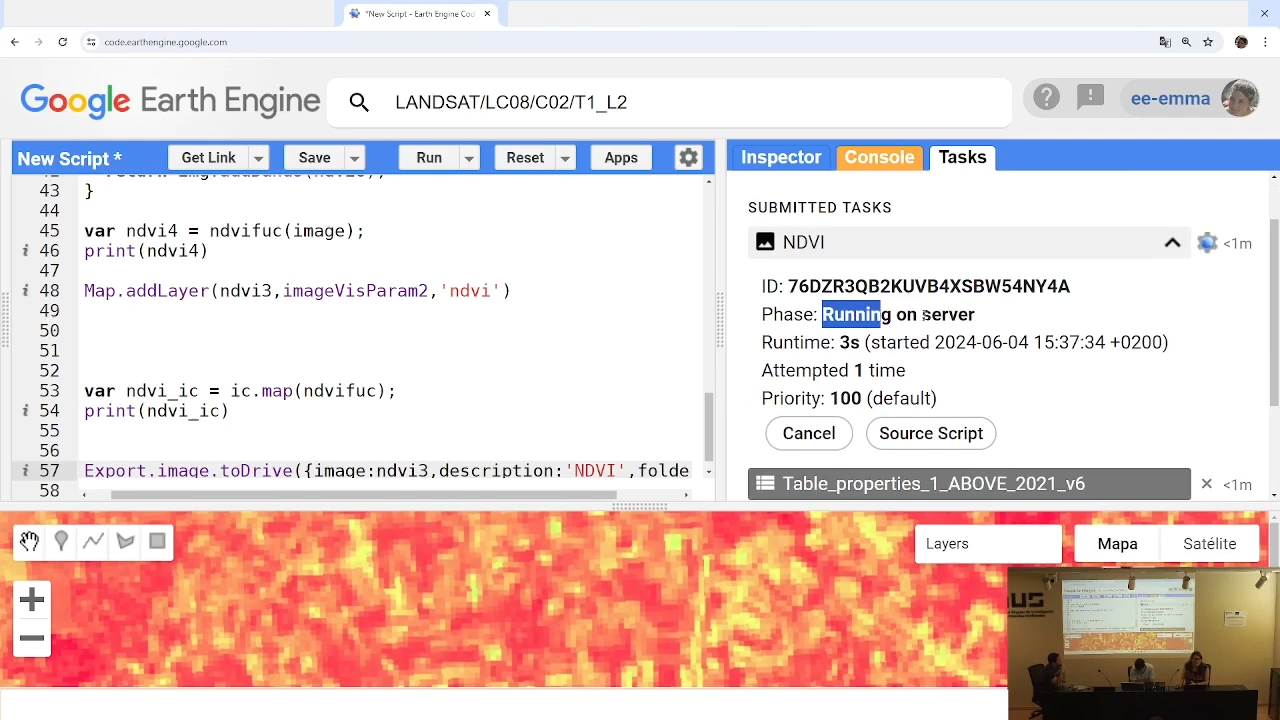 *New Script - Earth Engine Cod
code.earthengine.google.com
Google Earth Engine
LANDSAT/LC08/C02/T1_L2
ee-emma
New Script *
Get Link
Save
Run
Reset
Apps
Inspector
Console
Tasks
43 }
44
45 var ndvi4 = ndvifuc(image);
i 46 print(ndvi4)
47
i 48 Map.addLayer(ndvi3,imageVisParam2,'ndvi')
49
50
51
52
53 var ndvi_ic = ic.map(ndvifuc);
i 54 print(ndvi_ic)
55
56
i 57 Export.image.toDrive({image:ndvi3,description:'NDVI',folde
58
SUBMITTED TASKS
NDVI
<1m
ID: 76DZR3QB2KUVB4XSBW54NY4A
Phase: Running on server
Runtime: 3s (started 2024-06-04 15:37:34 +0200)
Attempted 1 time
Priority: 100 (default)
Cancel
Source Script
Table_properties_1_ABOVE_2021_v6
<1m
Layers
Mapa
Satélite